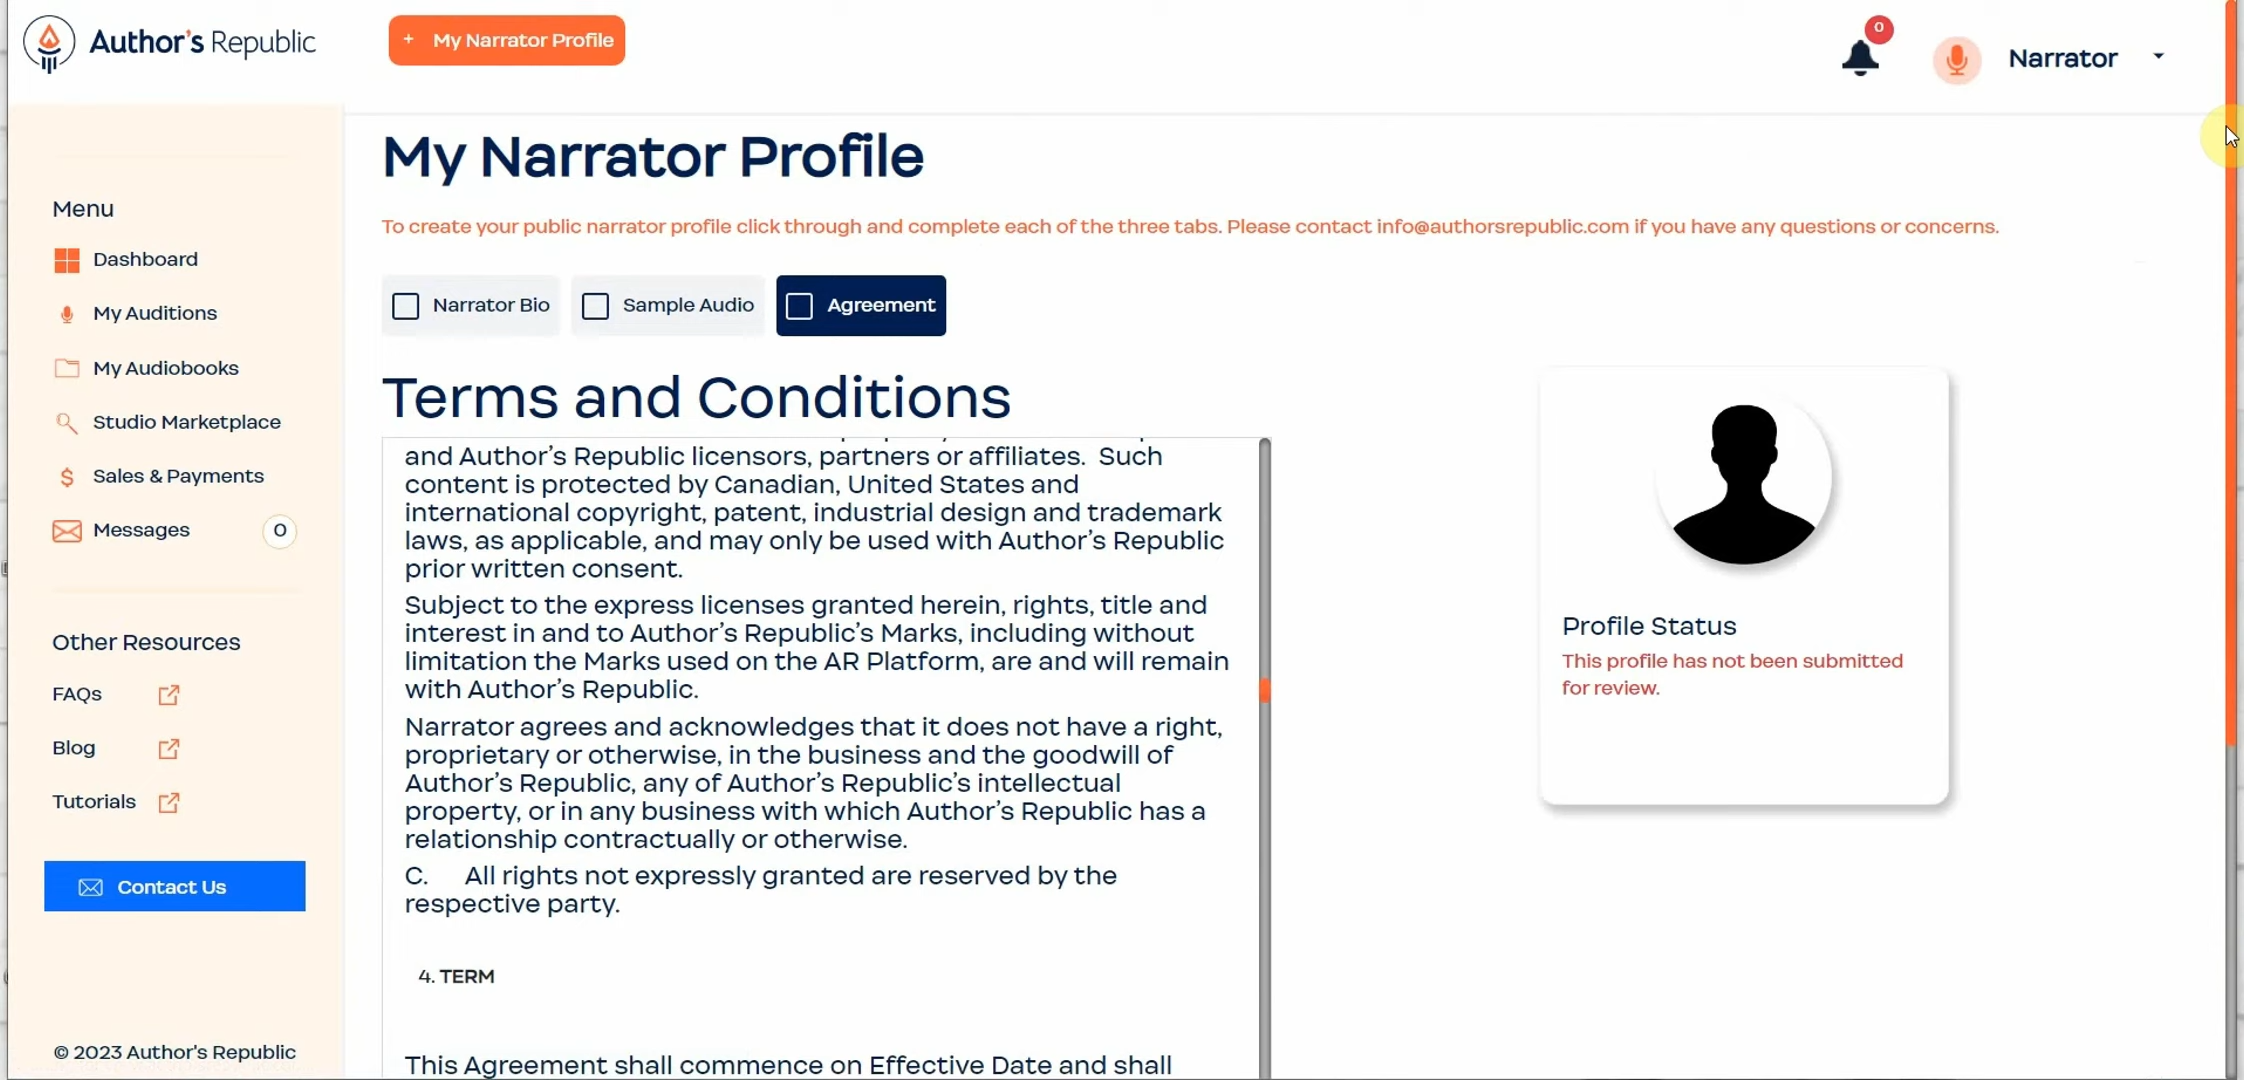 Author's Republic
+ My Narrator Profile
0
Narrator
Menu
Dashboard
My Auditions
My Audiobooks
Studio Marketplace
Sales & Payments
Messages 0
Other Resources
FAQs
Blog
Tutorials
Contact Us
© 2023 Author's Republic
My Narrator Profile
To create your public narrator profile click through and complete each of the three tabs. Please contact info@authorsrepublic.com if you have any questions or concerns.
Narrator Bio
Sample Audio
Agreement
Terms and Conditions
and Author’s Republic licensors, partners or affiliates. Such
content is protected by Canadian, United States and
international copyright, patent, industrial design and trademark
laws, as applicable, and may only be used with Author’s Republic
prior written consent.
Subject to the express licenses granted herein, rights, title and
interest in and to Author’s Republic’s Marks, including without
limitation the Marks used on the AR Platform, are and will remain
with Author’s Republic.
Narrator agrees and acknowledges that it does not have a right,
proprietary or otherwise, in the business and the goodwill of
Author’s Republic, any of Author’s Republic’s intellectual
property, or in any business with which Author’s Republic has a
relationship contractually or otherwise.
C. All rights not expressly granted are reserved by the
respective party.
4. TERM
This Agreement shall commence on Effective Date and shall
Profile Status
This profile has not been submitted
for review.